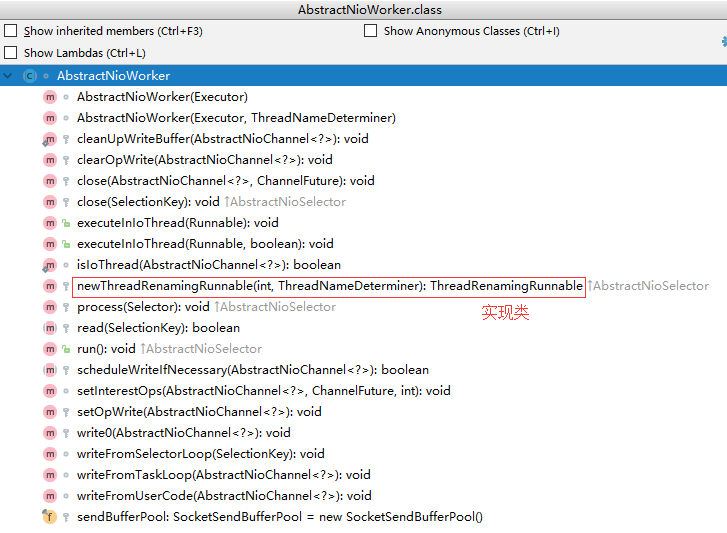 AbstractNioWorker.class
Show inherited members (Ctrl+F3)
Show Anonymous Classes (Ctrl+I)
Show Lambdas (Ctrl+L)
AbstractNioWorker
AbstractNioWorker(Executor)
AbstractNioWorker(Executor, ThreadNameDeterminer)
cleanUpWriteBuffer(AbstractNioChannel<?>): void
clearOpWrite(AbstractNioChannel<?>): void
close(AbstractNioChannel<?>, ChannelFuture): void
close(SelectionKey): void ↑AbstractNioSelector
executeInIoThread(Runnable): void
executeInIoThread(Runnable, boolean): void
isIoThread(AbstractNioChannel<?>): boolean
newThreadRenamingRunnable(int, ThreadNameDeterminer): ThreadRenamingRunnable ↑AbstractNioSelector
process(Selector): void ↑AbstractNioSelector
实现类
read(SelectionKey): boolean
run(): void ↑AbstractNioSelector
scheduleWriteIfNecessary(AbstractNioChannel<?>): boolean
setInterestOps(AbstractNioChannel<?>, ChannelFuture, int): void
setOpWrite(AbstractNioChannel<?>): void
write0(AbstractNioChannel<?>): void
writeFromSelectorLoop(SelectionKey): void
writeFromTaskLoop(AbstractNioChannel<?>): void
writeFromUserCode(AbstractNioChannel<?>): void
sendBufferPool: SocketSendBufferPool = new SocketSendBufferPool()